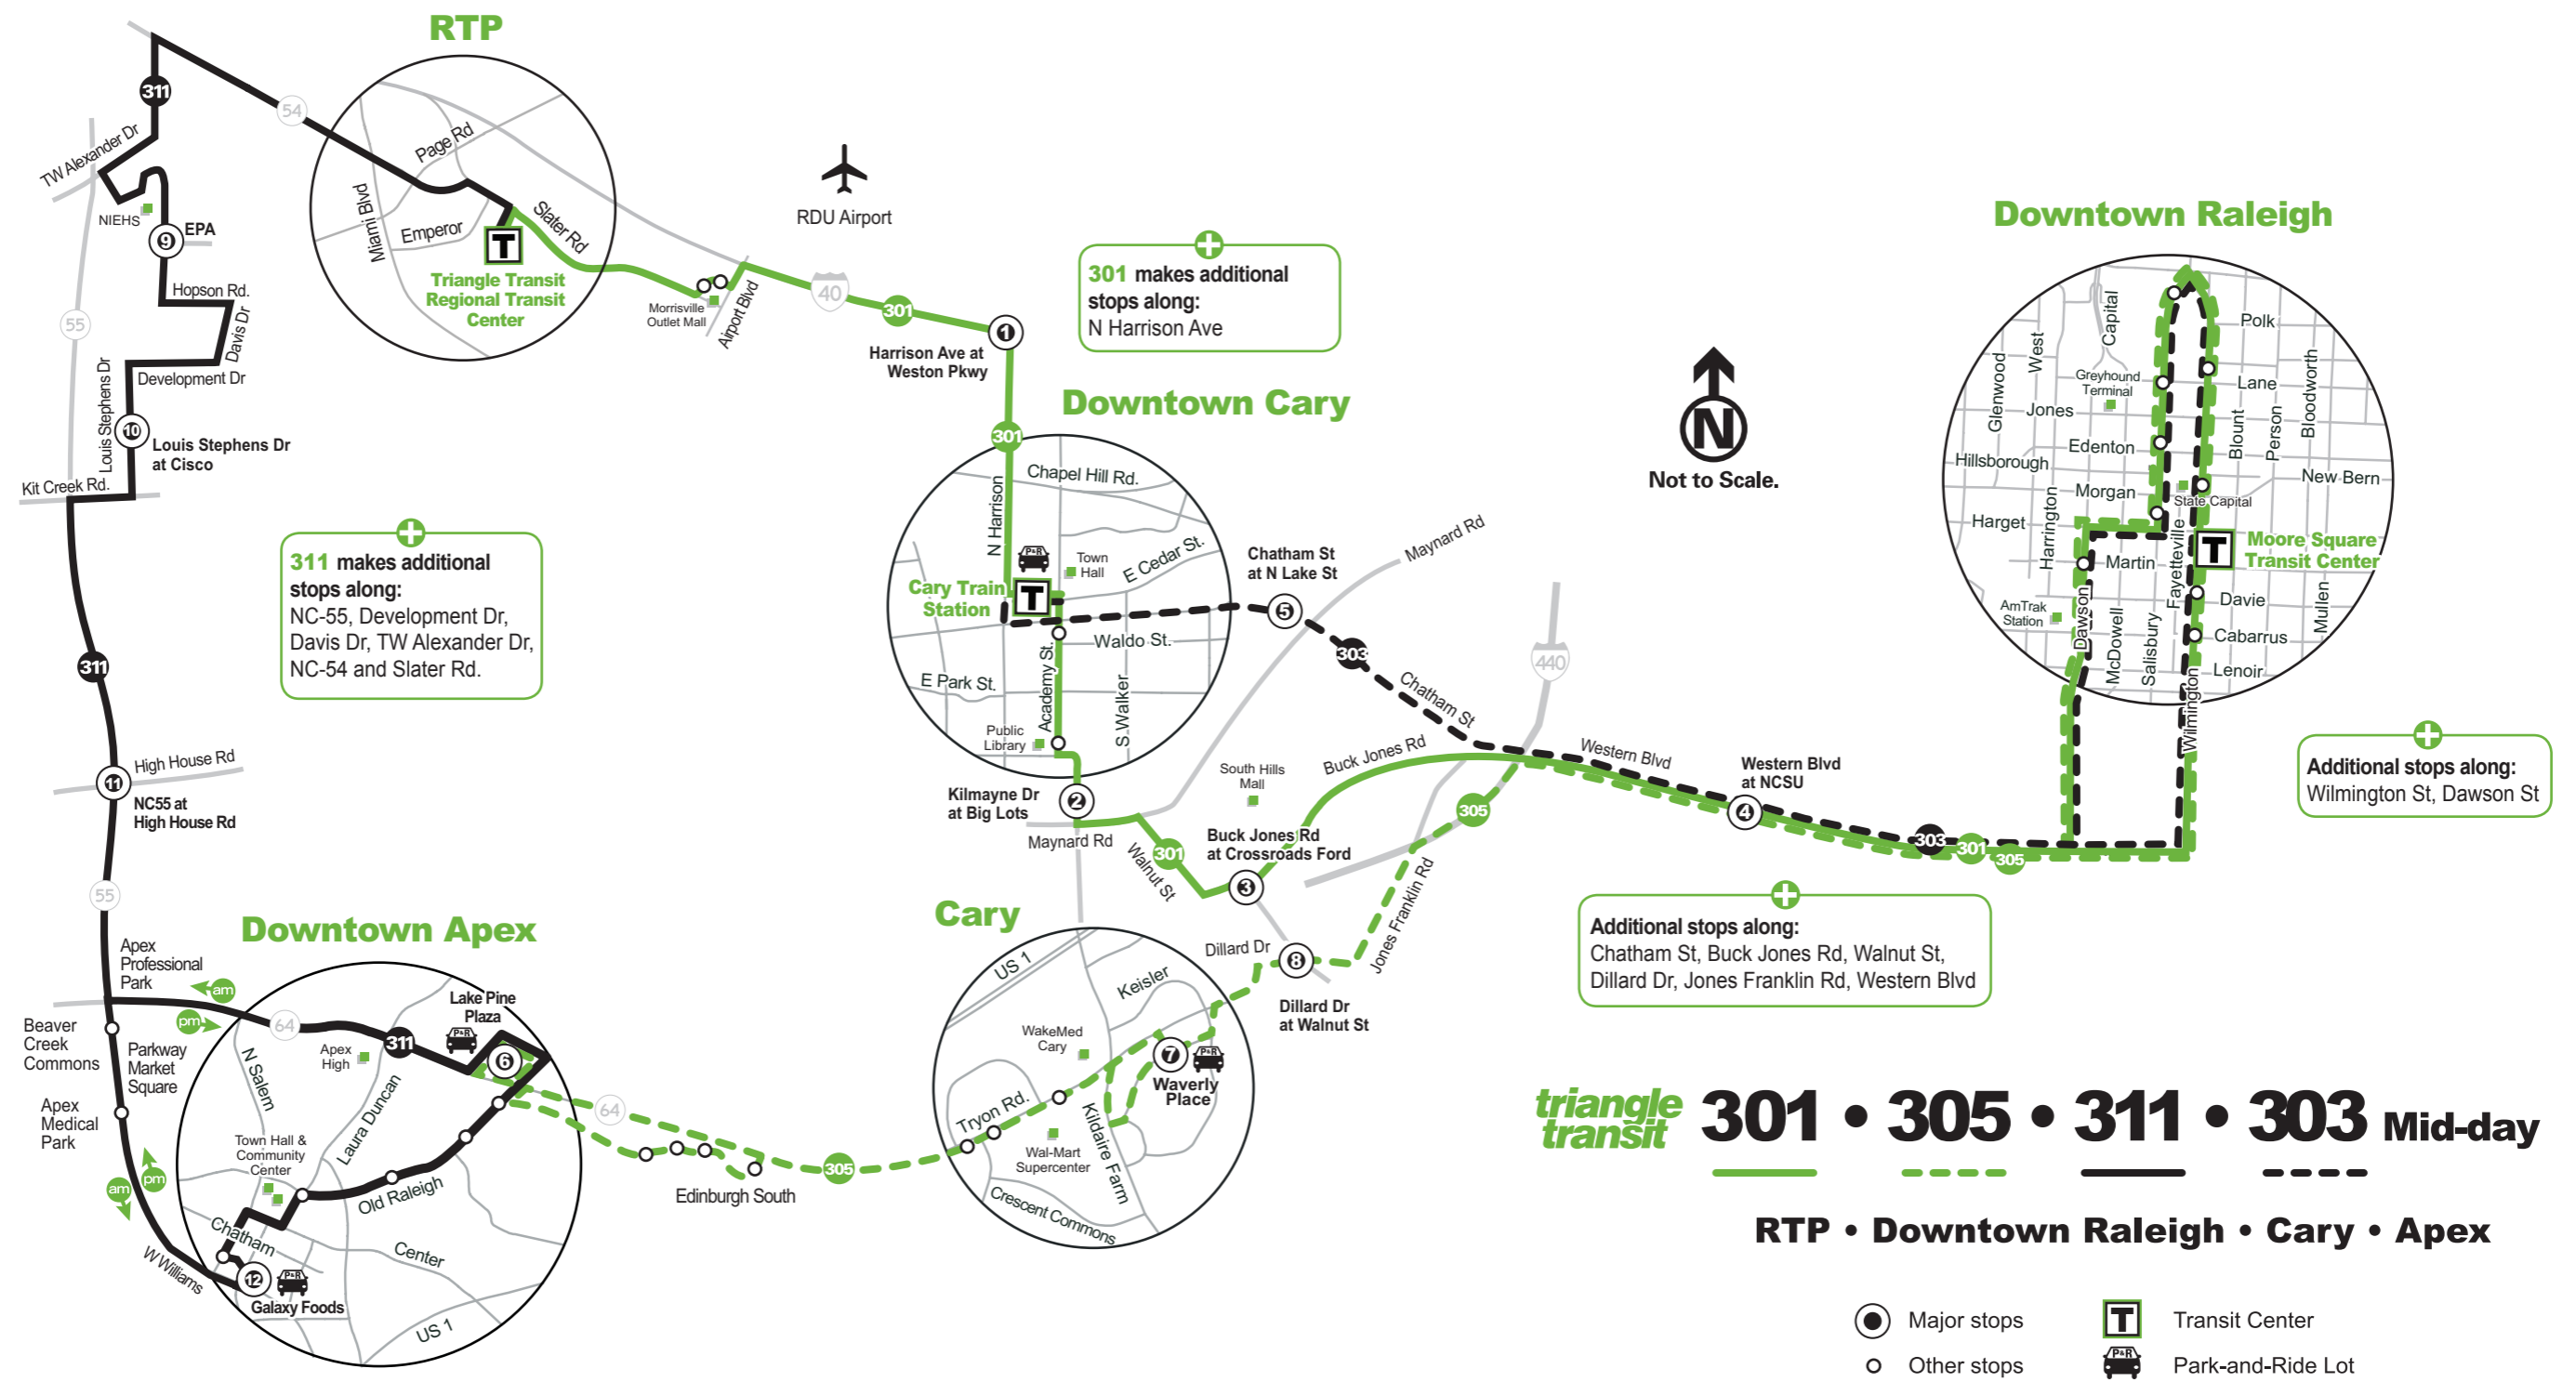 RTP
311
54
TW Alexander Dr
NIEHS
9
EPA
Hopson Rd.
Davis Dr
55
Development Dr
Louis Stephens Dr
10
Louis Stephens Dr
at Cisco
Kit Creek Rd.
Page Rd
Miami Blvd
Emperor
Slater Rd
T
Triangle Transit
Regional Transit
Center
Morrisville
Outlet Mall
Airport Blvd
RDU Airport
40
301
1
Harrison Ave at
Weston Pkwy
301 makes additional
stops along:
N Harrison Ave
311 makes additional
stops along:
NC-55, Development Dr,
Davis Dr, TW Alexander Dr,
NC-54 and Slater Rd.
311
High House Rd
11
NC55 at
High House Rd
55
Downtown Cary
301
Chapel Hill Rd.
N Harrison
P&R
Town
Hall
E Cedar St.
Cary Train
Station
T
Waldo St.
Academy St.
E Park St.
S.Walker
Public
Library
Chatham St
at N Lake St
5
Maynard Rd
303
Chatham St
440
N
Not to Scale.
Kilmayne Dr
at Big Lots
2
Maynard Rd
South Hills
Mall
Buck Jones Rd
Buck Jones Rd
at Crossroads Ford
301
Walnut St
3
305
Western Blvd
Western Blvd
at NCSU
4
303
301
305
Jones Franklin Rd
Dillard Dr
8
Dillard Dr
at Walnut St
Downtown Raleigh
Capital
West
Glenwood
Polk
Greyhound
Terminal
Lane
Jones
Blount
Person
Bloodworth
Edenton
Hillsborough
New Bern
Morgan
State Capital
Harget
Harrington
Fayetteville
T
Moore Square
Transit Center
Martin
AmTrak
Station
Dawson
McDowell
Salisbury
Davie
Mullen
Cabarrus
Lenoir
Wilmington
Additional stops along:
Wilmington St, Dawson St
Additional stops along:
Chatham St, Buck Jones Rd, Walnut St,
Dillard Dr, Jones Franklin Rd, Western Blvd
Downtown Apex
Apex
Professional
Park
am
pm
64
Lake Pine
Plaza
P&R
311
6
Apex
High
Beaver
Creek
Commons
Parkway
Market
Square
Apex
Medical
Park
N Salem
Laura Duncan
Town Hall &
Community
Center
Old Raleigh
am
pm
Chatham
Center
W Williams
12
P&R
Galaxy Foods
US 1
64
Edinburgh South
305
Cary
US 1
Keisler
WakeMed
Cary
7
P&R
Waverly
Place
Tryon Rd.
Kildaire Farm
Wal-Mart
Supercenter
Crescent Commons
triangle
transit
301 • 305 • 311 • 303 Mid-day
RTP • Downtown Raleigh • Cary • Apex
Major stops
T
Transit Center
Other stops
P&R
Park-and-Ride Lot